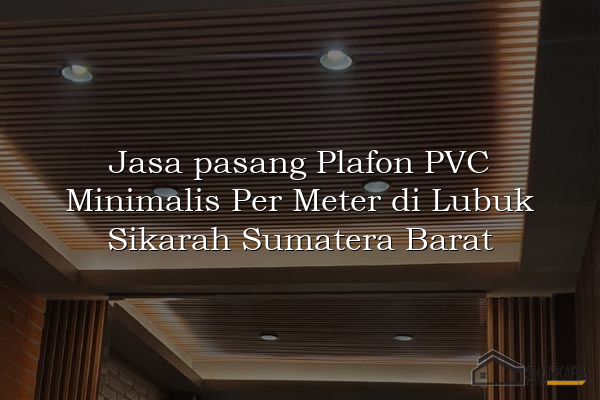 Jasa pasang Plafon PVC
Minimalis Per Meter di Lubuk
Sikarah Sumatera Barat